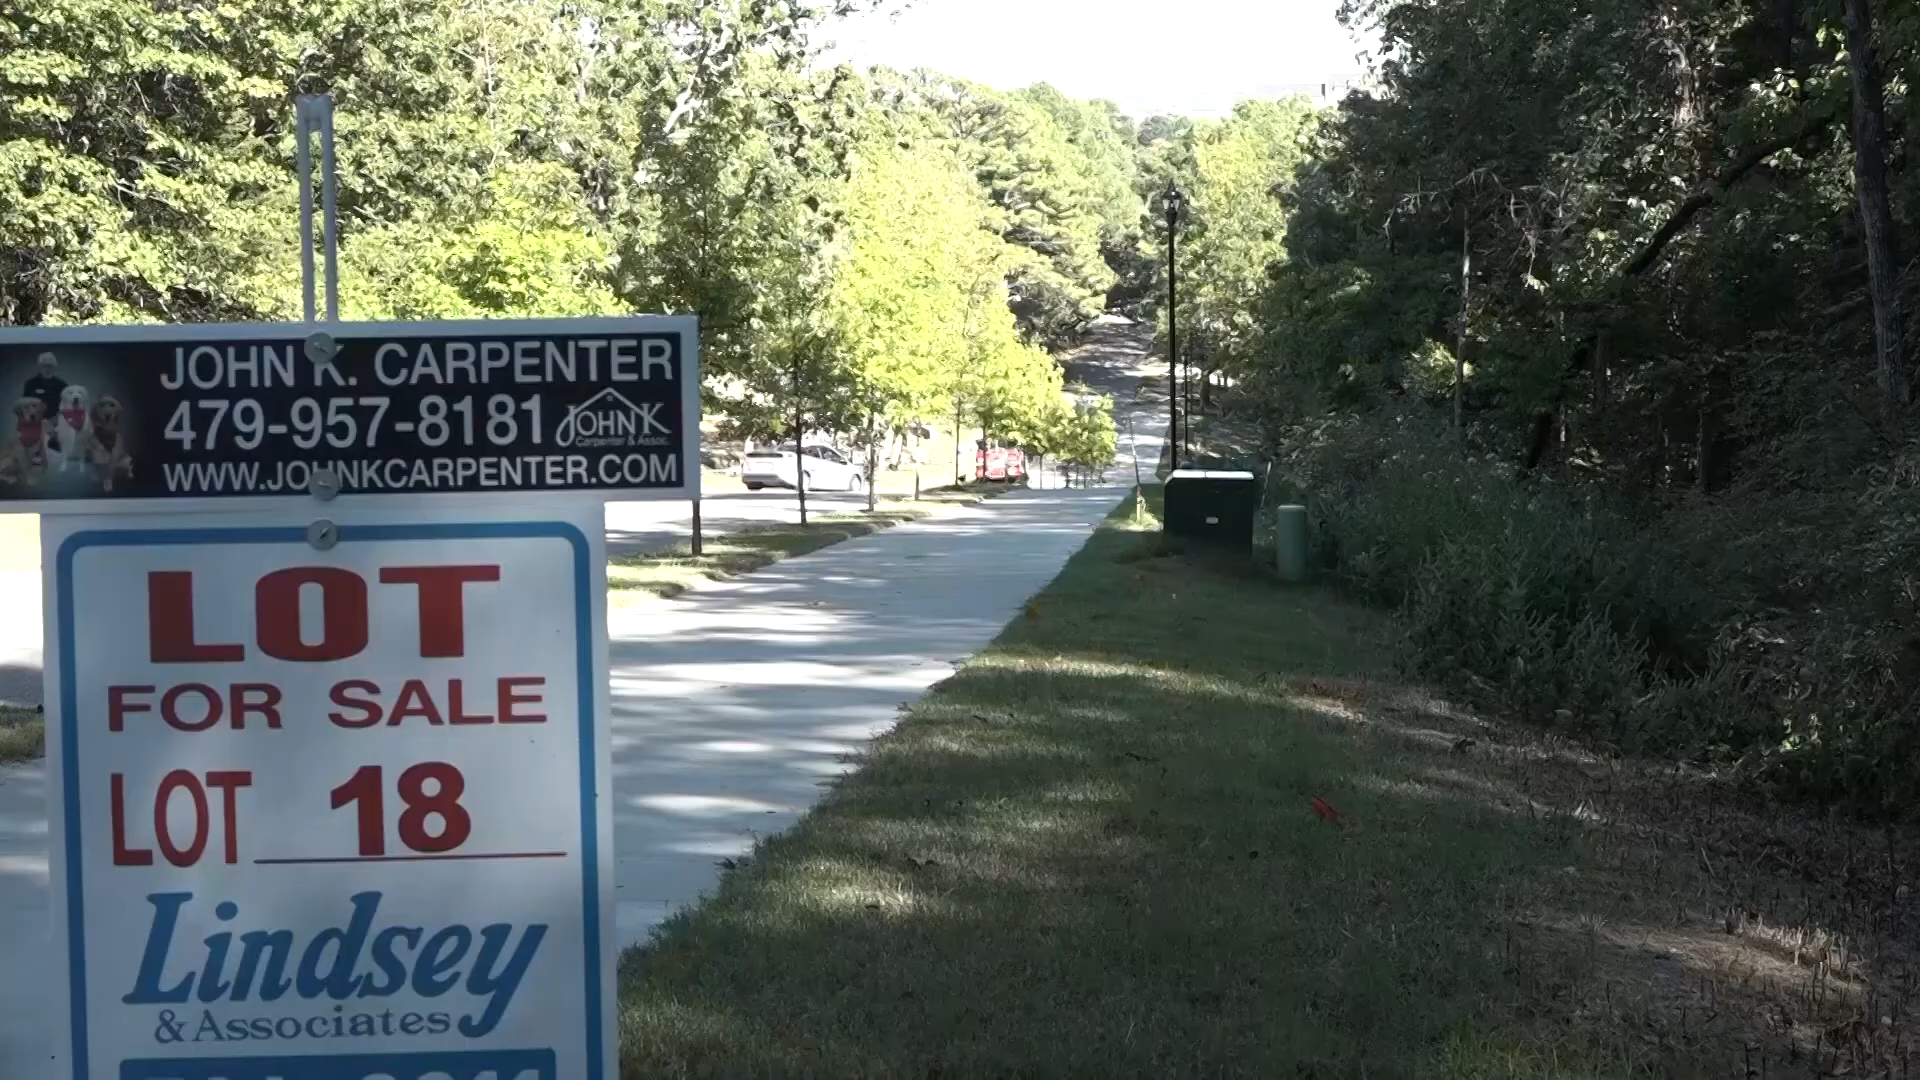 JOHN K. CARPENTER
479-957-8181
JOHN K
Carpenter & Assoc.
WWW.JOHNKCARPENTER.COM
LOT
FOR SALE
LOT 18
Lindsey
& Associates